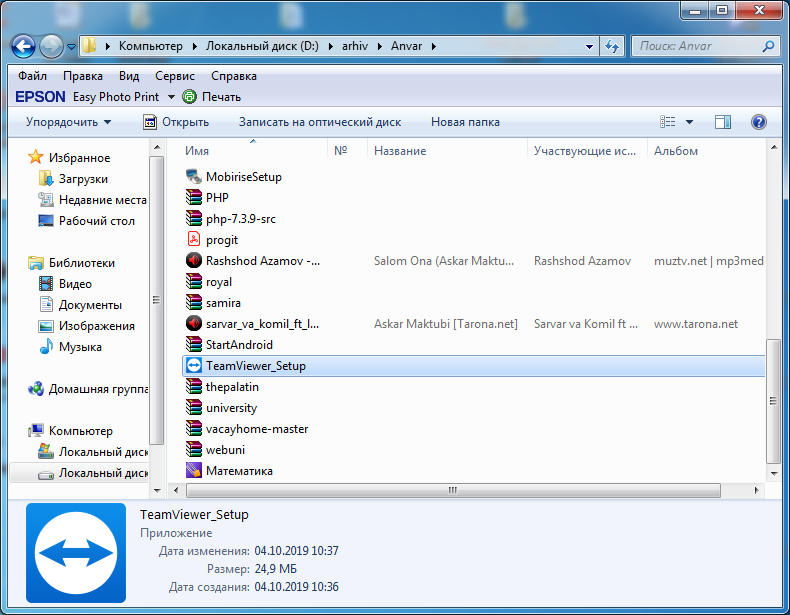 Компьютер Локальный диск (D:) arhiv Anvar Поиск: Anvar
Файл Правка Вид Сервис Справка
EPSON Easy Photo Print Печать
Упорядочить Открыть Записать на оптический диск Новая папка
Избранное
Загрузки
Недавние места
Рабочий стол
Библиотеки
Видео
Документы
Изображения
Музыка
Домашняя группа
Компьютер
Локальный диск
Локальный диск
Имя № Название Участвующие ис... Альбом
MobiriseSetup
PHP
php-7.3.9-src
progit
Rashshod Azamov -... Salom Ona (Askar Maktu... Rashshod Azamov muztv.net | mp3med
royal
samira
sarvar_va_komil_ft_l... Askar Maktubi [Tarona.net] Sarvar va Komil ft ... www.tarona.net
StartAndroid
TeamViewer_Setup
thepalatin
university
vacayhome-master
webuni
Математика
TeamViewer_Setup
Приложение
Дата изменения: 04.10.2019 10:37
Размер: 24,9 МБ
Дата создания: 04.10.2019 10:36